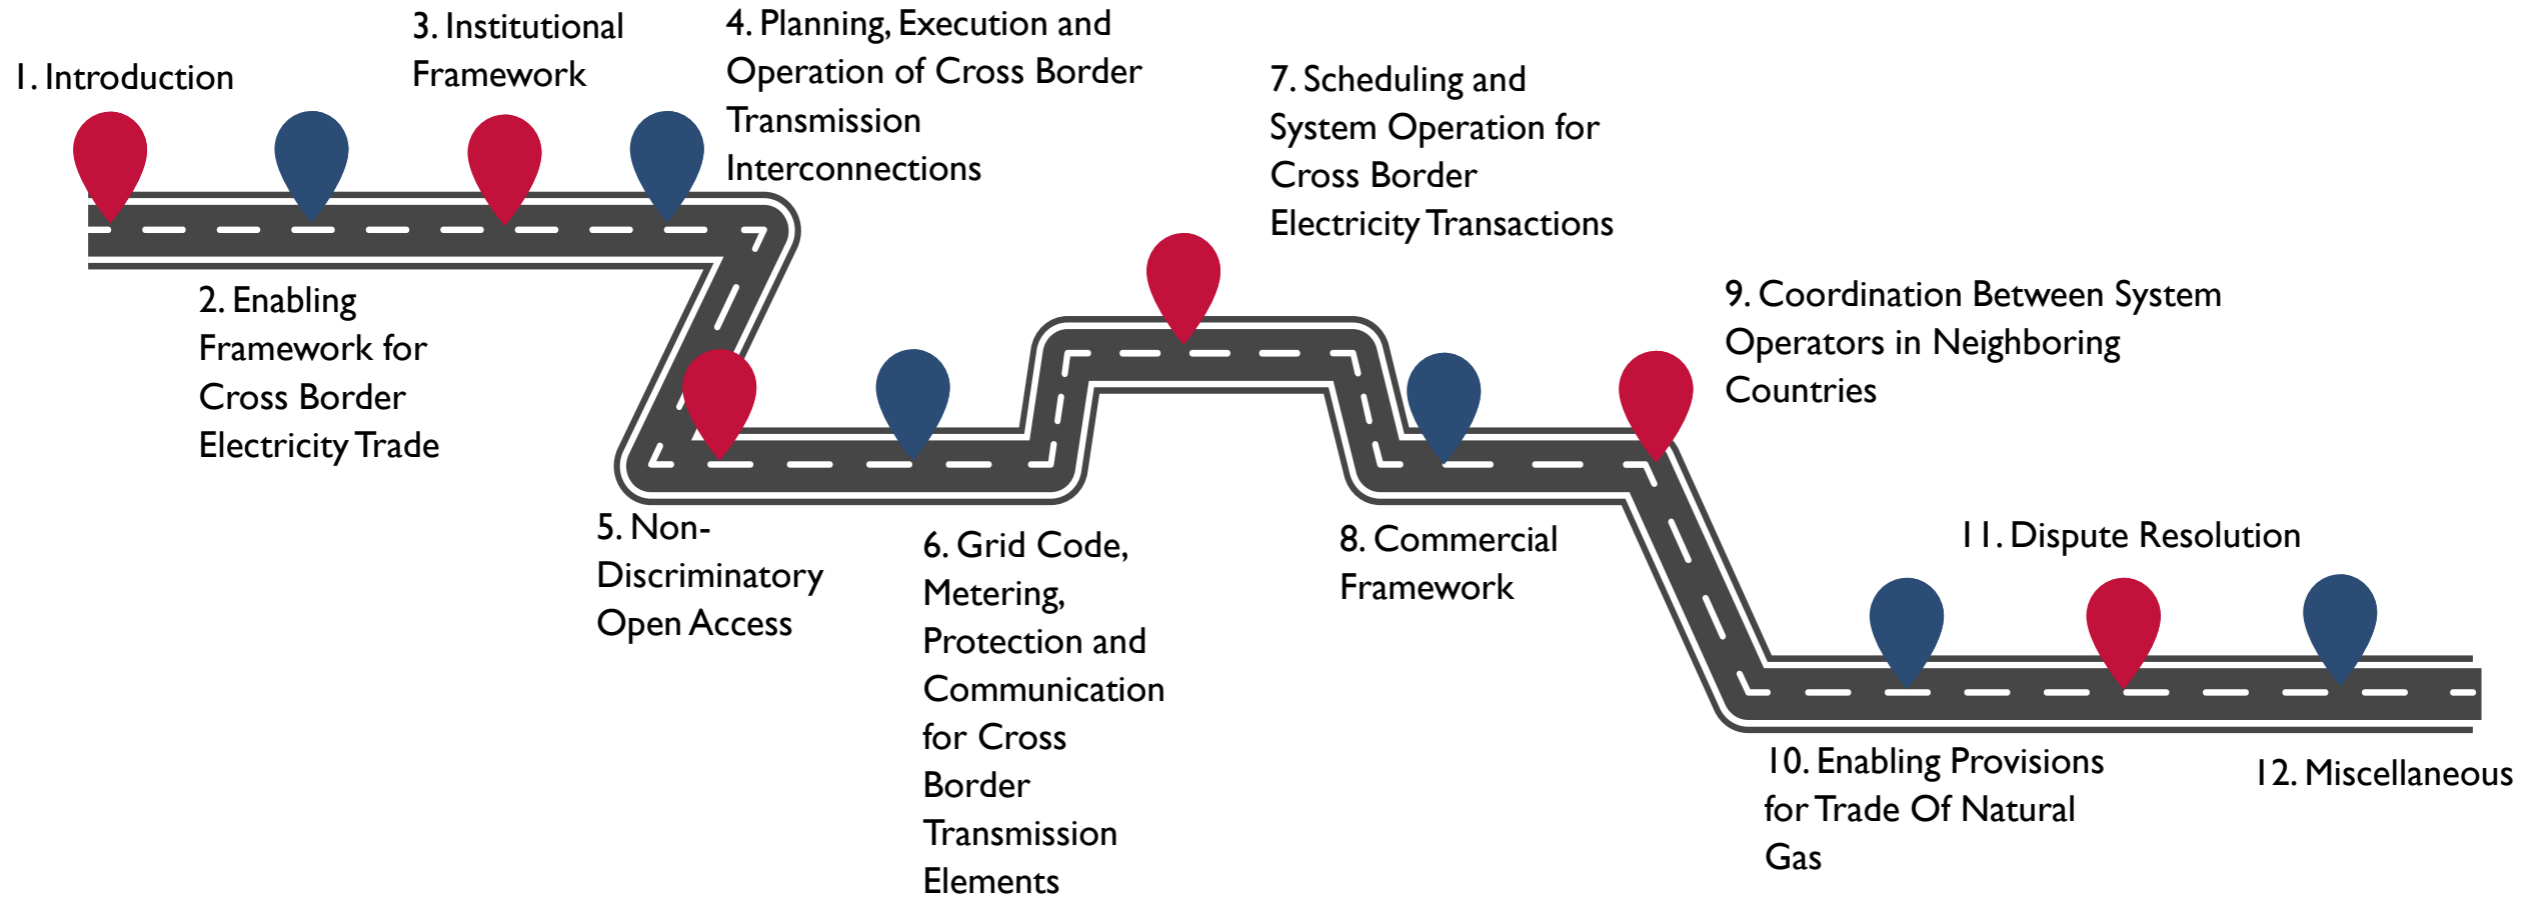 1. Introduction
2. Enabling
Framework for
Cross Border
Electricity Trade
3. Institutional
Framework
4. Planning, Execution and
Operation of Cross Border
Transmission
Interconnections
5. Non-
Discriminatory
Open Access
6. Grid Code,
Metering,
Protection and
Communication
for Cross
Border
Transmission
Elements
7. Scheduling and
System Operation for
Cross Border
Electricity Transactions
8. Commercial
Framework
9. Coordination Between System
Operators in Neighboring
Countries
10. Enabling Provisions
for Trade Of Natural
Gas
11. Dispute Resolution
12. Miscellaneous